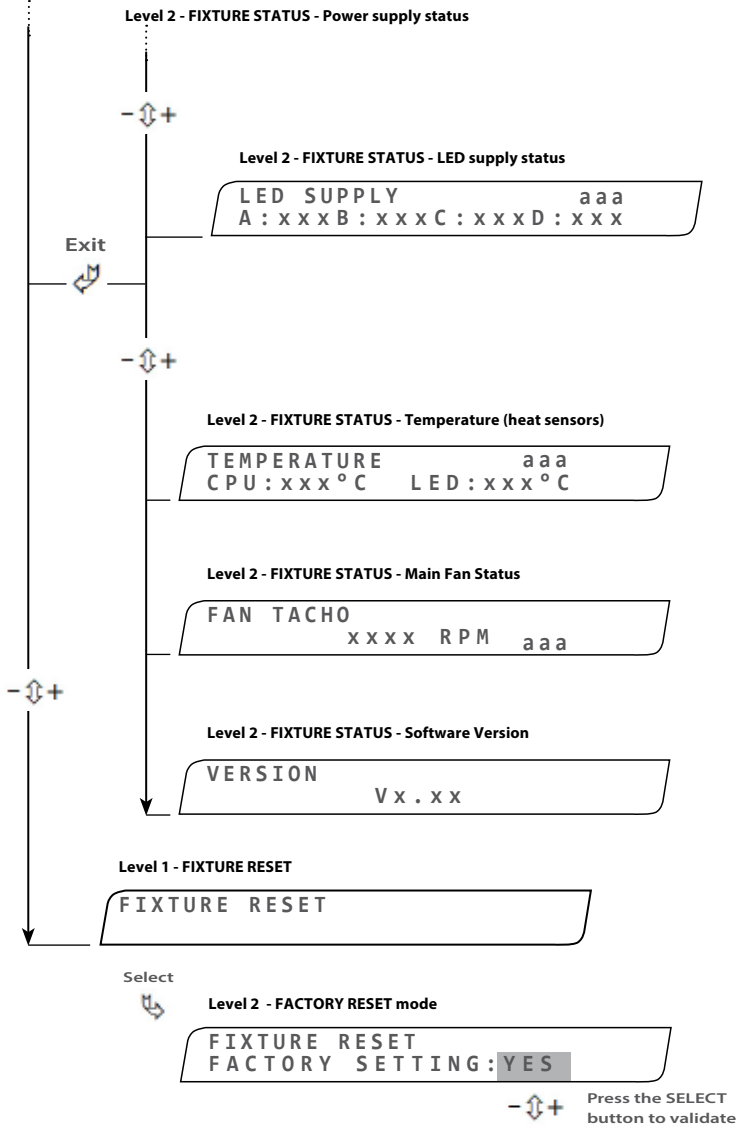 Level 2 - FIXTURE STATUS - Power supply status
- +
Level 2 - FIXTURE STATUS - LED supply status
LED SUPPLY aaa
A:xxxB:xxxC:xxxD:xxx
Exit
- +
Level 2 - FIXTURE STATUS - Temperature (heat sensors)
TEMPERATURE aaa
CPU:xxx°C LED:xxx°C
Level 2 - FIXTURE STATUS - Main Fan Status
FAN TACHO
xxxx RPM aaa
- +
Level 2 - FIXTURE STATUS - Software Version
VERSION
Vx.xx
Level 1 - FIXTURE RESET
FIXTURE RESET
Select
Level 2 - FACTORY RESET mode
FIXTURE RESET
FACTORY SETTING:YES
- + Press the SELECT
button to validate